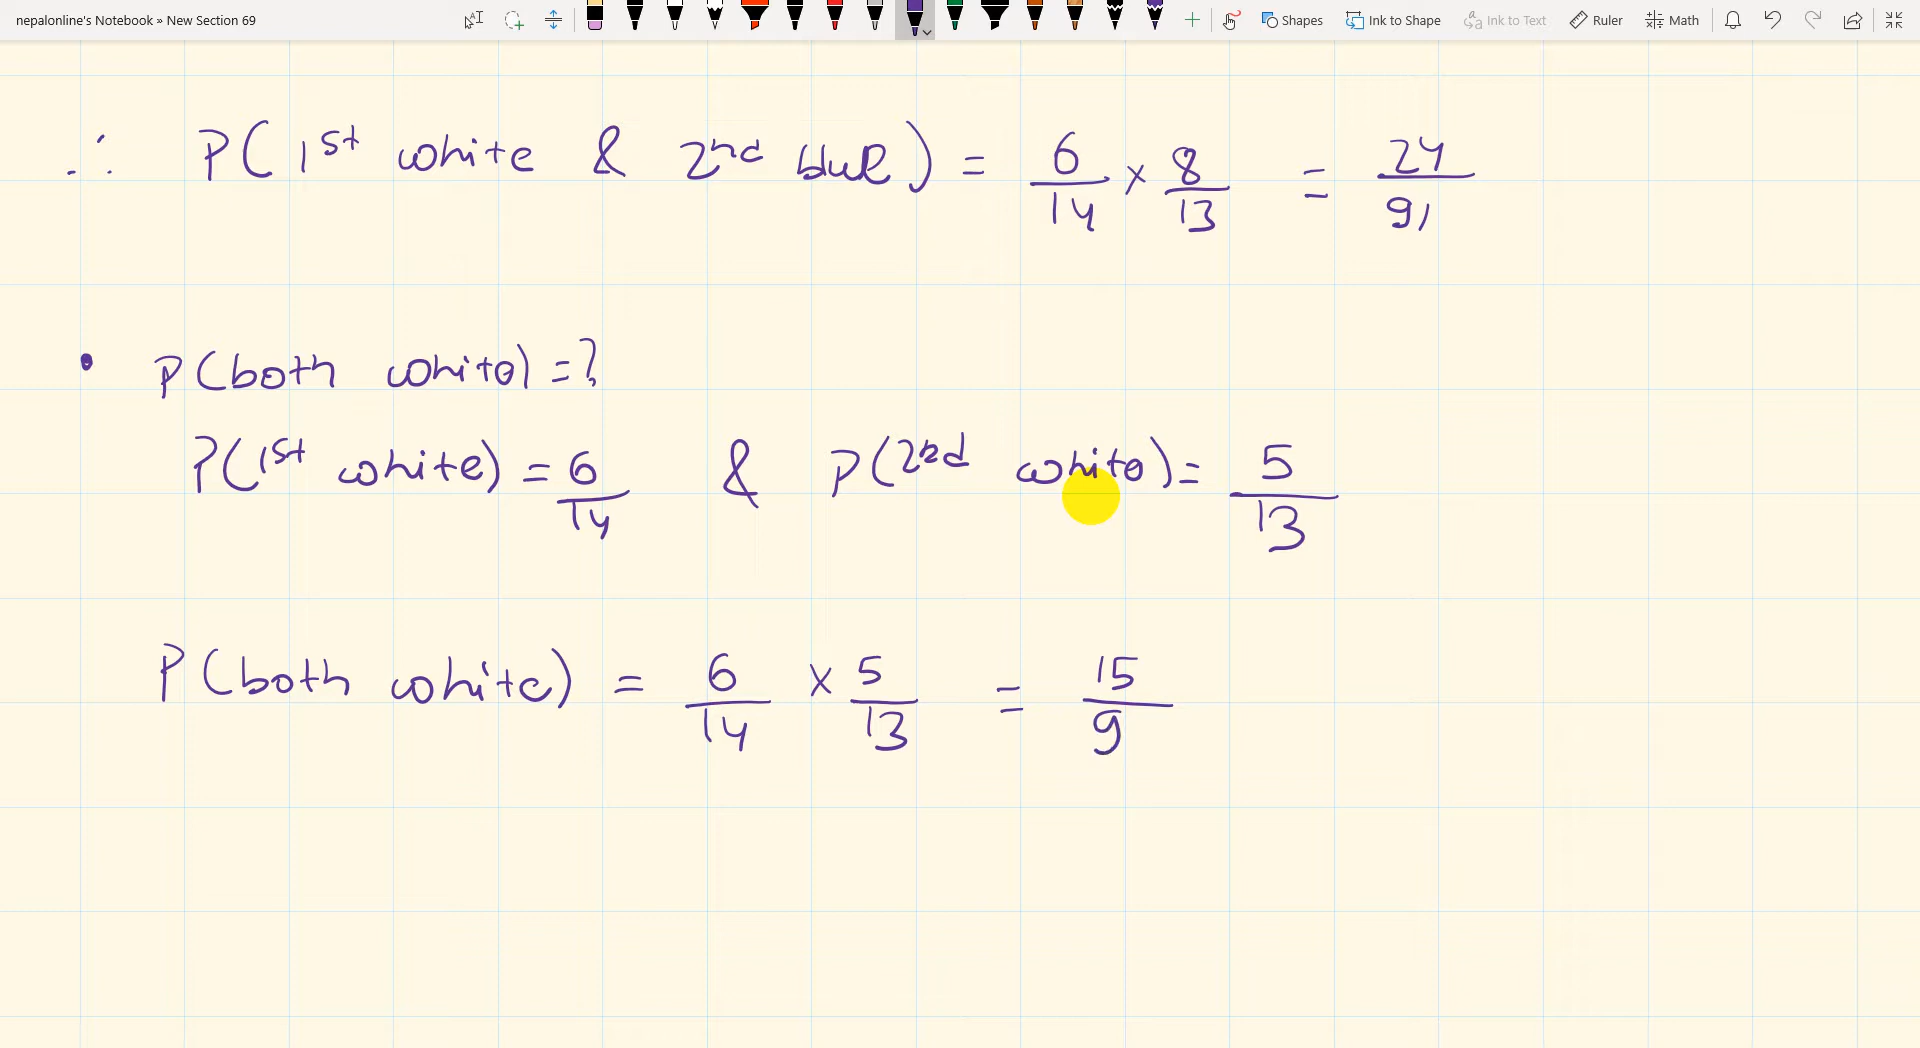 nepalonline's Notebook » New Section 69 Shapes Ink to Shape Ink to Text Ruler Math
∴ P(1st white & 2nd blue) = 6/14 × 8/13 = 24/91
• P(both white) = ?
P(1st white) = 6/14 & P(2nd white) = 5/13
P(both white) = 6/14 × 5/13 = 15/9